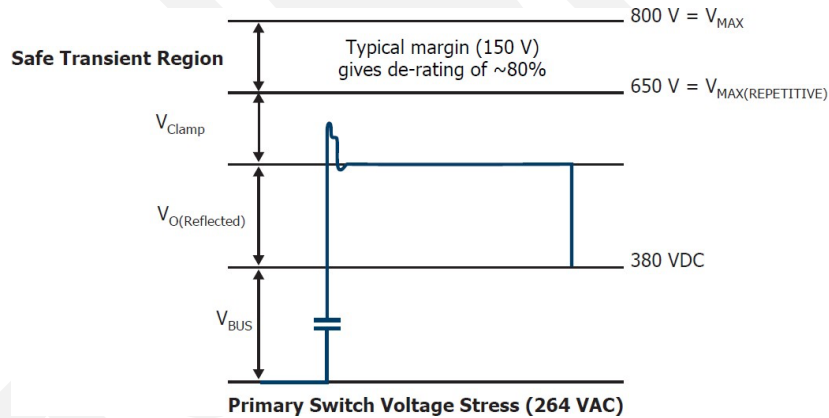 800 V = VMAX
Safe Transient Region
Typical margin (150 V)
gives de-rating of ~80%
650 V = VMAX(REPETITIVE)
VClamp
VO(Reflected)
380 VDC
VBUS
Primary Switch Voltage Stress (264 VAC)